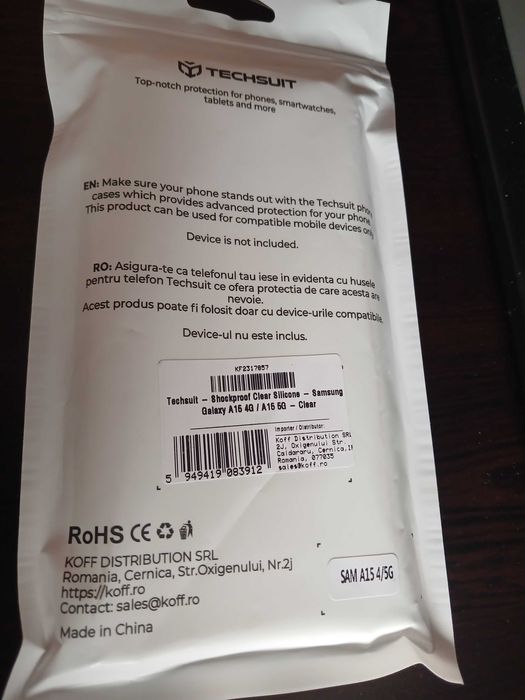 TECHSUIT
Top-notch protection for phones, smartwatches,
tablets and more
EN: Make sure your phone stands out with the Techsuit
cases which provides advanced protection for your phone.
This product can be used for compatible mobile devices
Device is not included.
RO: Asigura-te ca telefonul tau iese in evidenta cu husele
pentru telefon Techsuit ce ofera protectia de care acesta are
nevoie.
Acest produs poate fi folosit doar cu device-urile compatibile.
Device-ul nu este inclus.
KF2317057
Techsuit - Shockproof Clear Silicone - Samsung
Galaxy A15 4G / A15 5G - Clear
Importer / Distributor:
Koff Distribution SRL
2J, Oxigenului Str.
Caldararu, Cernica,
Romania, 077035
sales@koff.ro
5 949419 083912
RoHS CE
KOFF DISTRIBUTION SRL
Romania, Cernica, Str.Oxigenului, Nr.2j
https://koff.ro
Contact: sales@koff.ro
Made in China
SAM A15 4/5G